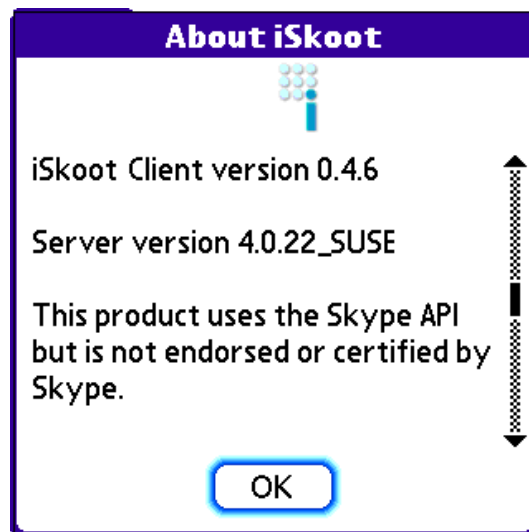 About iSkoot
iSkoot Client version 0.4.6
Server version 4.0.22_SUSE
This product uses the Skype API
but is not endorsed or certified by
Skype.
OK